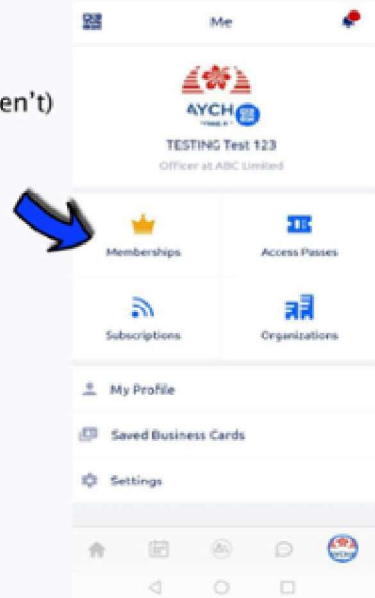 Me
en't)
AYCH
TESTING Test 123
Officer at ABC Limited
Memberships
Access Passes
Subscriptions
Organizations
My Profile
Saved Business Cards
Settings